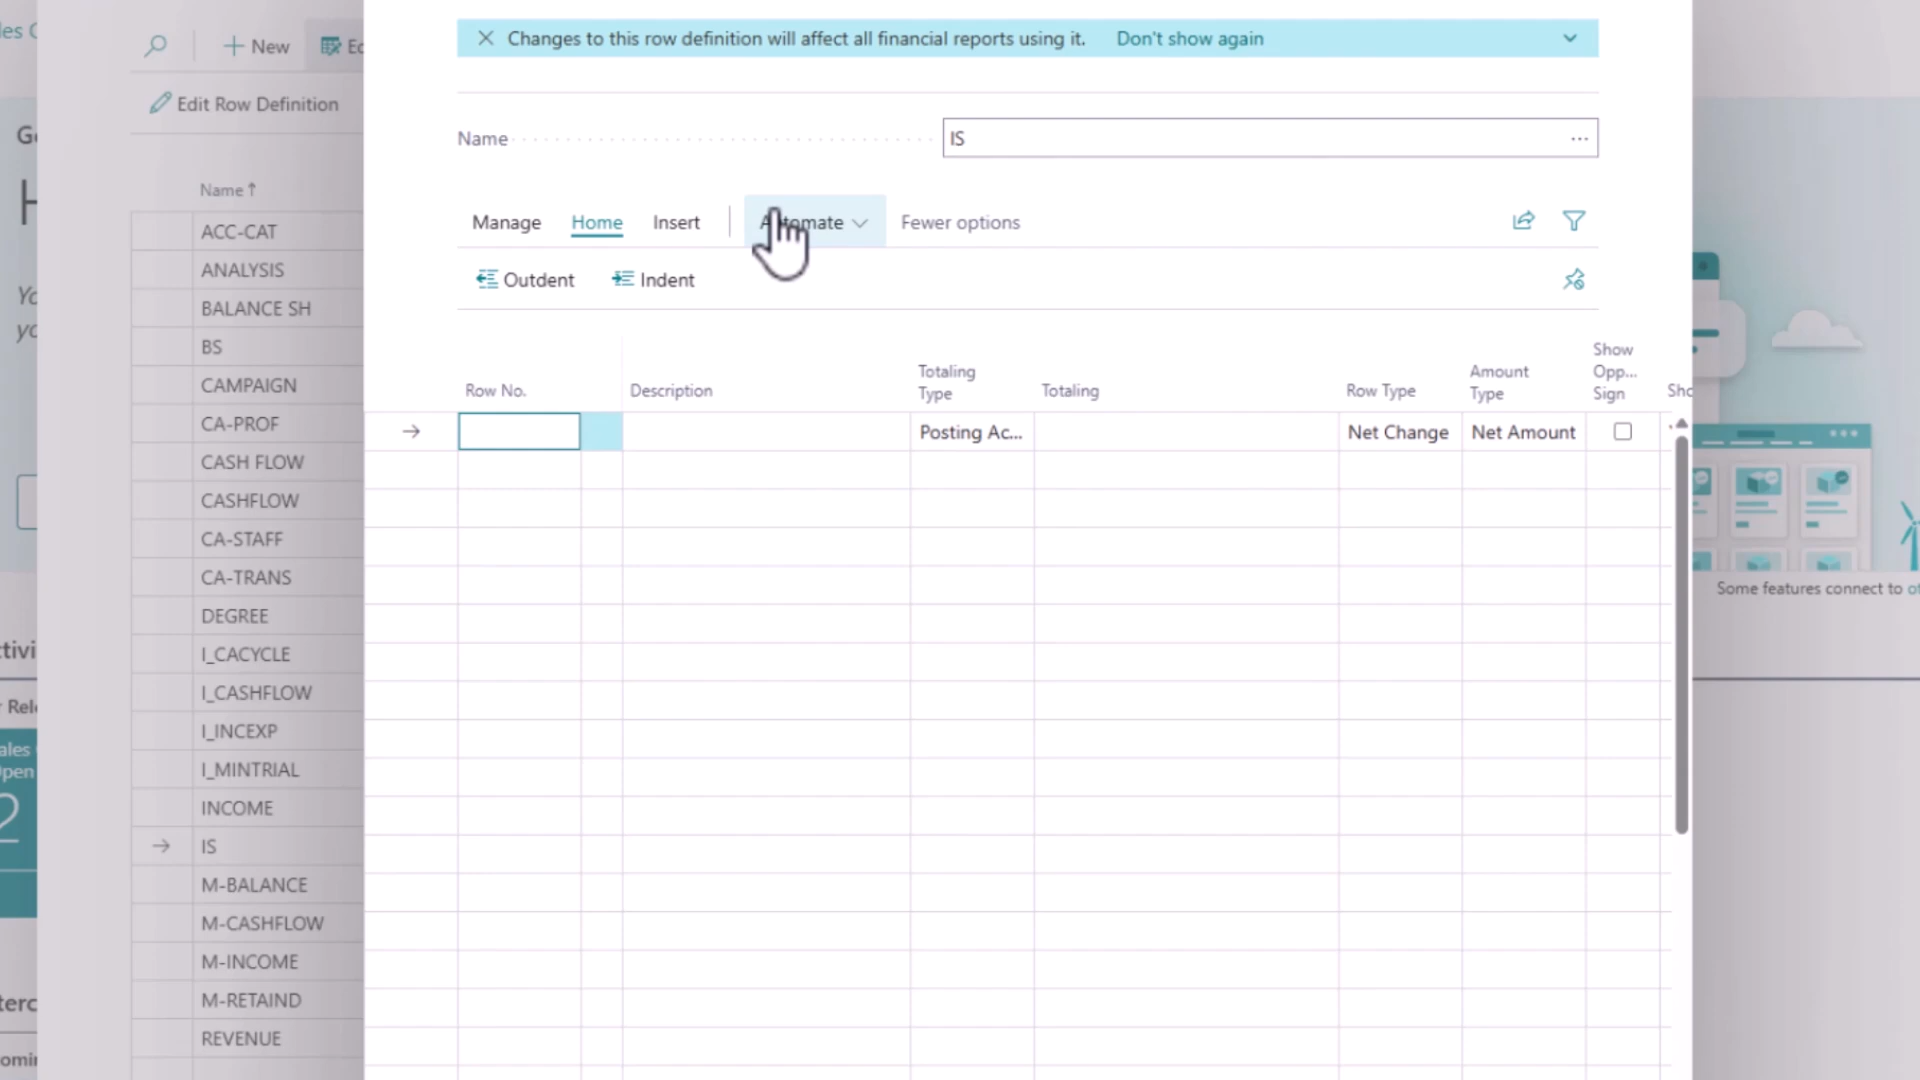 Changes to this row definition will affect all financial reports using it. Don't show again
New
Edit Row Definition
Name
IS
Manage Home Insert Automate Fewer options
Outdent Indent
Name
ACC-CAT
ANALYSIS
BALANCE SH
BS
CAMPAIGN
CA-PROF
CASH FLOW
CASHFLOW
CA-STAFF
CA-TRANS
DEGREE
I_CACYCLE
I_CASHFLOW
I_INCEXP
I_MINTRIAL
INCOME
IS
M-BALANCE
M-CASHFLOW
M-INCOME
M-RETAIND
REVENUE
Row No. Description Totaling Type Totaling Row Type Amount Type Show Opp... Sign
Posting Ac... Net Change Net Amount
Some features connect to